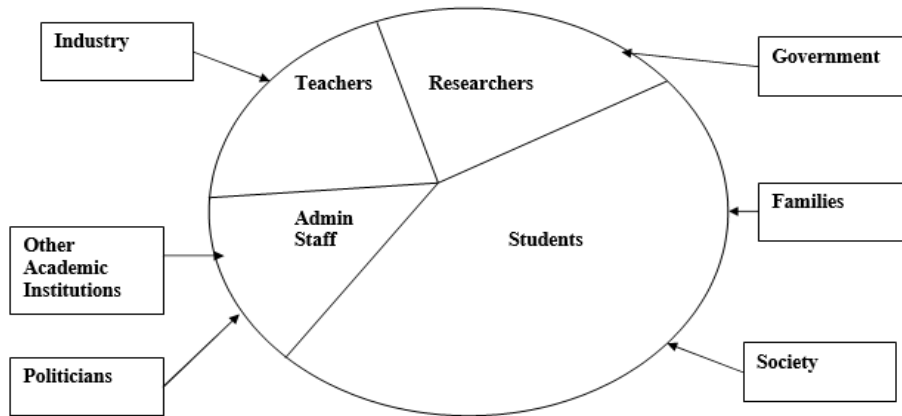 Industry
Government
Teachers
Researchers
Families
Admin
Staff
Students
Other
Academic
Institutions
Politicians
Society